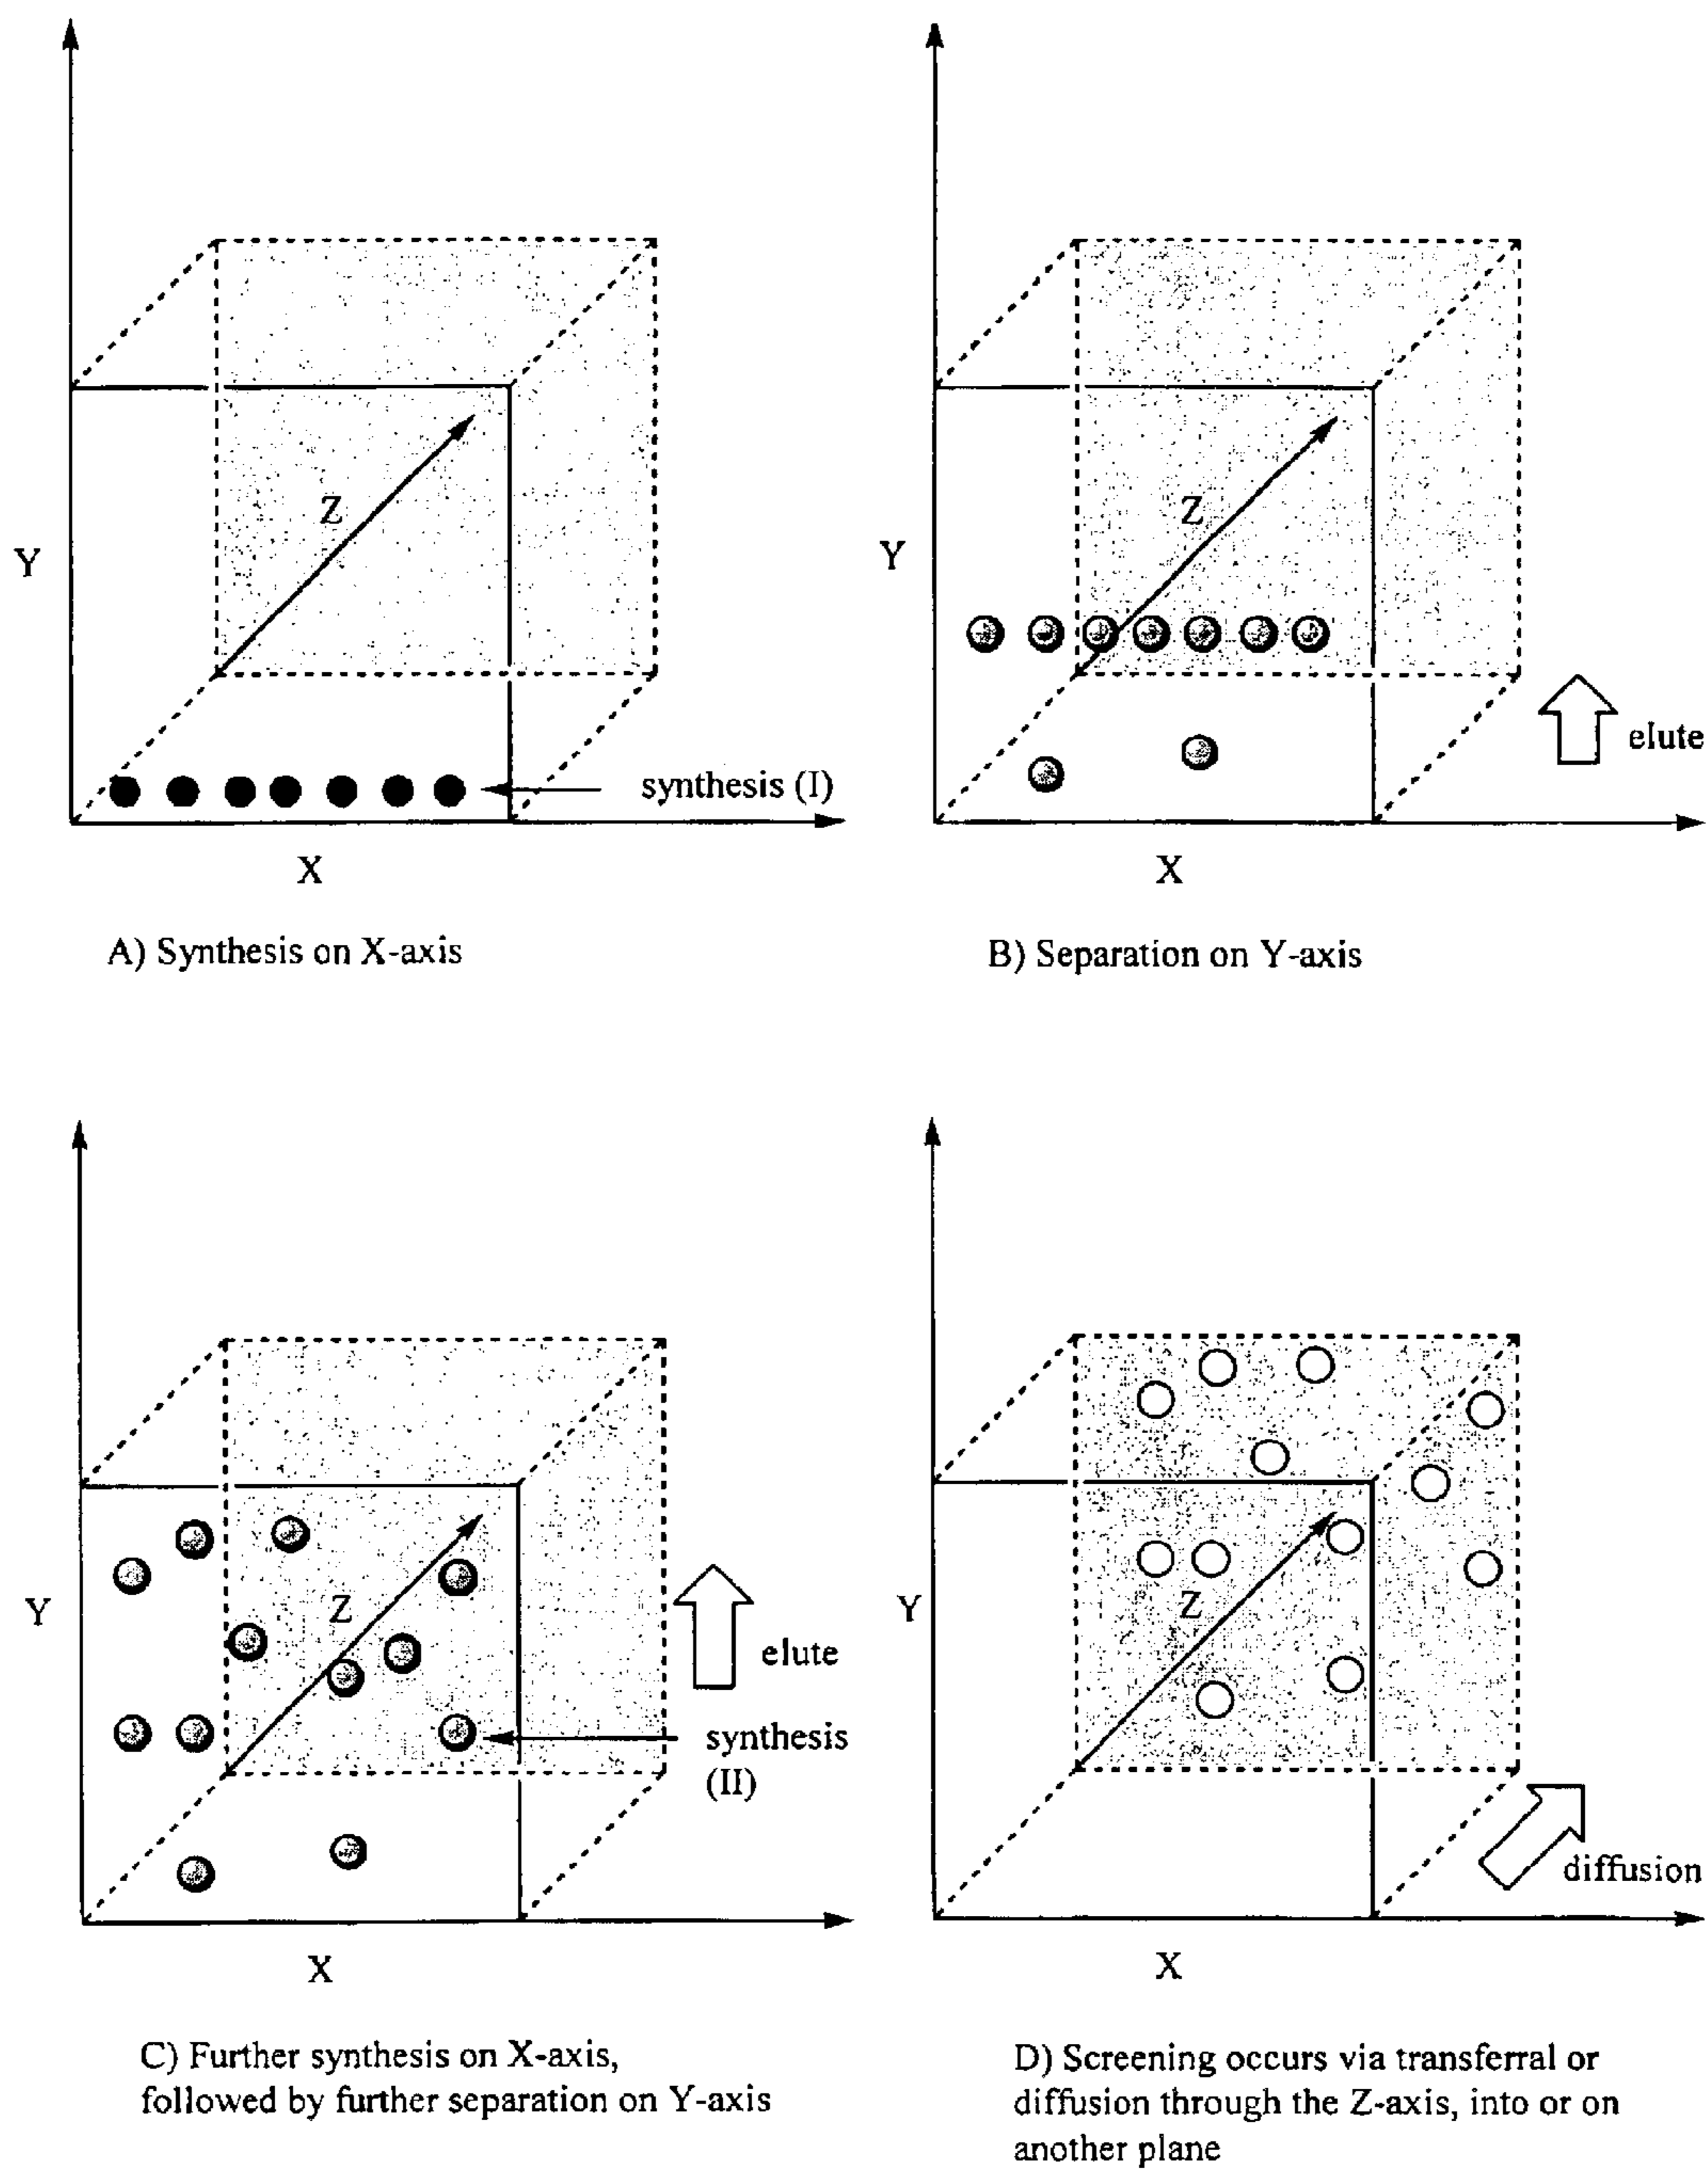 Z
Y
synthesis (I)
X
A) Synthesis on X-axis
Z
Y
elute
X
B) Separation on Y-axis
Z
Y
elute
synthesis
(II)
X
C) Further synthesis on X-axis,
followed by further separation on Y-axis
Z
Y
diffusion
X
D) Screening occurs via transferral or
diffusion through the Z-axis, into or on
another plane